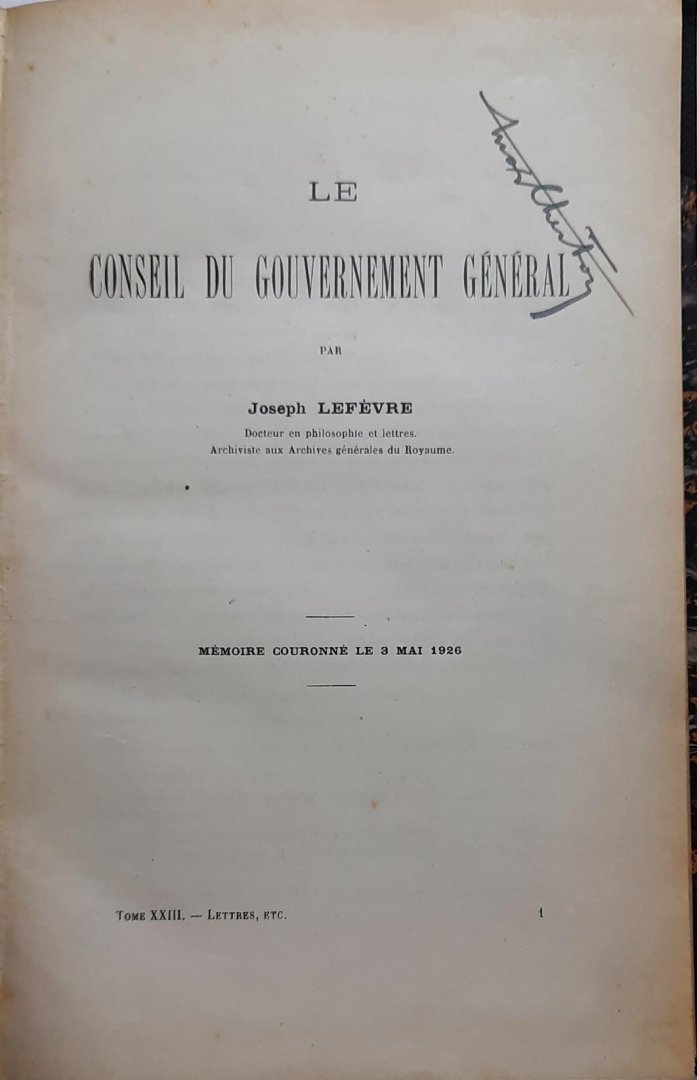 LE
CONSEIL DU GOUVERNEMENT GÉNÉRAL
PAR
Joseph LEFÈVRE
Docteur en philosophie et lettres.
Archiviste aux Archives générales du Royaume.
MÉMOIRE COURONNÉ LE 3 MAI 1926
TOME XXIII. — LETTRES, ETC. 1